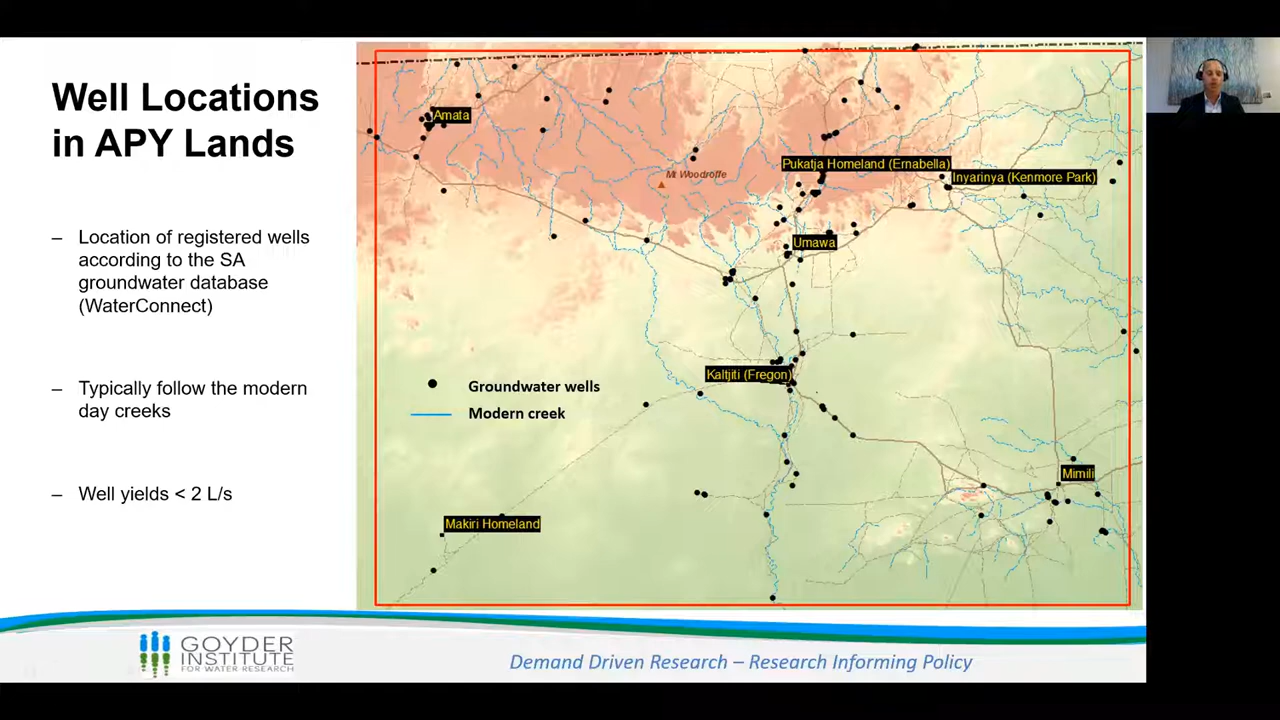 Well Locations
in APY Lands
– Location of registered wells
according to the SA
groundwater database
(WaterConnect)
– Typically follow the modern
day creeks
– Well yields < 2 L/s
Amata
Mt Woodroffe
Pukatja Homeland (Ernabella)
Inyarinya (Kenmore Park)
Umawa
Kaltjiti (Fregon)
Groundwater wells
Modern creek
Mimili
Makiri Homeland
GOYDER
INSTITUTE
FOR WATER RESEARCH
Demand Driven Research – Research Informing Policy